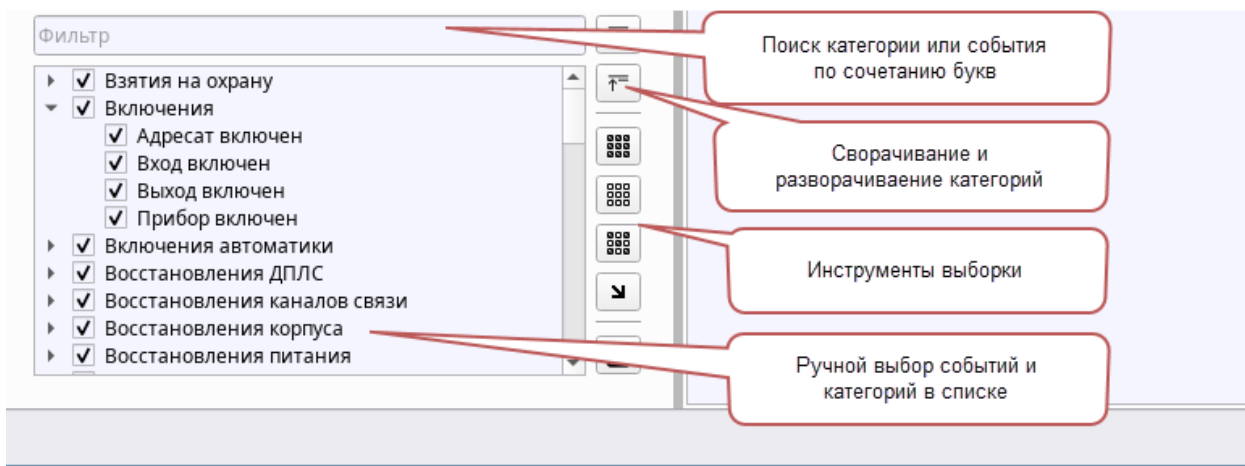 Фильтр
Взятия на охрану
Включения
Адресат включен
Вход включен
Выход включен
Прибор включен
Включения автоматики
Восстановления ДПЛС
Восстановления каналов связи
Восстановления корпуса
Восстановления питания
Поиск категории или события
по сочетанию букв
Сворачивание и
разворачиваение категорий
Инструменты выборки
Ручной выбор событий и
категорий в списке